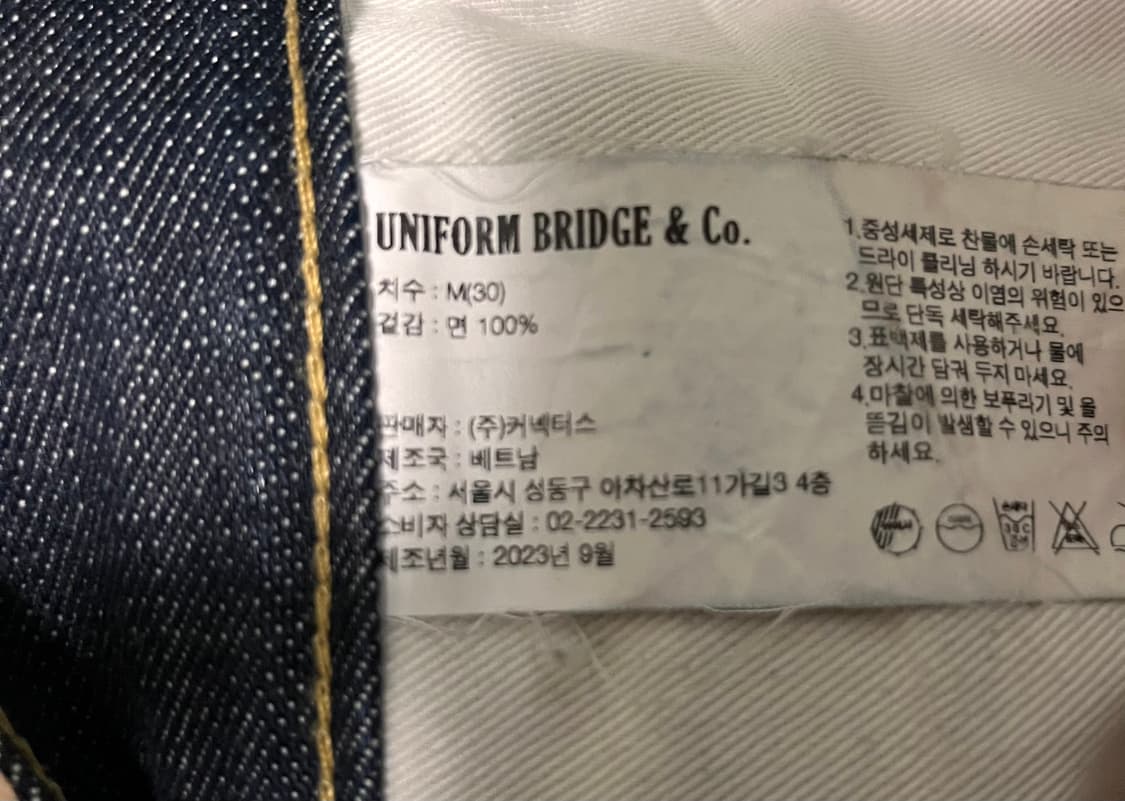 UNIFORM BRIDGE & Co.
치수 : M(30)
겉감 : 면 100%
판매자 : (주)커넥터스
제조국 : 베트남
주소 : 서울시 성동구 아차산로11가길3 4층
소비자 상담실 : 02-2231-2593
제조년월 : 2023년 9월
1.중성세제로 찬물에 손세탁 또는
드라이 클리닝 하시기 바랍니다.
2.원단 특성상 이염의 위험이 있으
므로 단독 세탁해주세요.
3.표백제를 사용하거나 물에
장시간 담궈 두지 마세요.
4.마찰에 의한 보푸라기 및 올
뜯김이 발생할 수 있으니 주의
하세요.